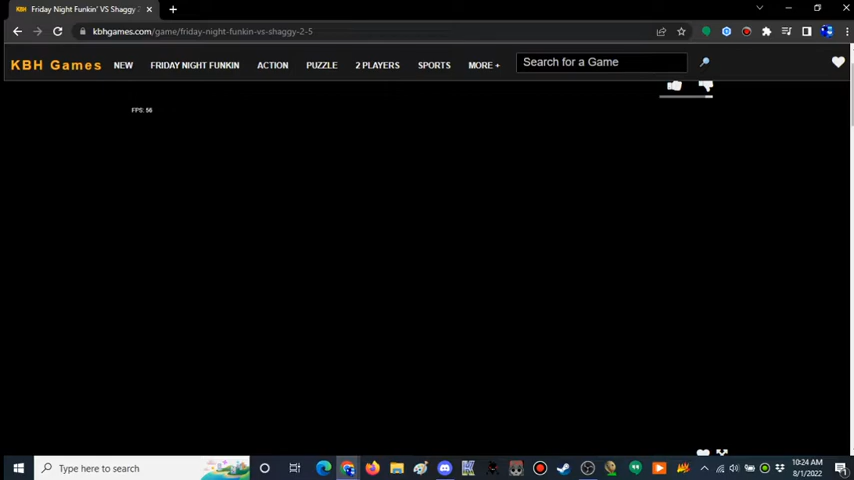 KBH Friday Night Funkin' VS Shaggy 2
kbhgames.com/game/friday-night-funkin-vs-shaggy-2-5
KBH Games NEW FRIDAY NIGHT FUNKIN ACTION PUZZLE 2 PLAYERS SPORTS MORE + Search for a Game
FPS: 56
Type here to search
10:24 AM
8/1/2022